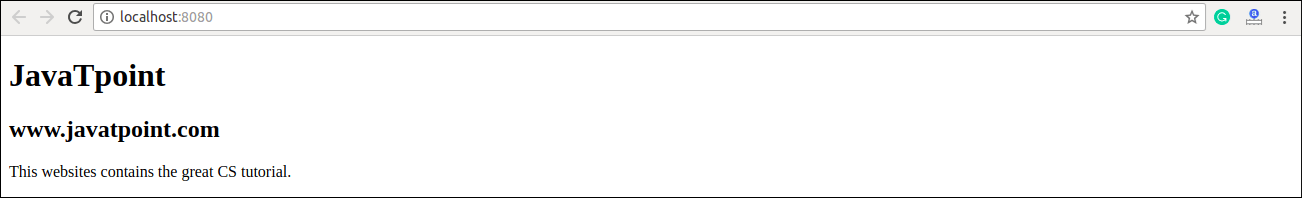 localhost:8080
JavaTpoint
www.javatpoint.com
This websites contains the great CS tutorial.